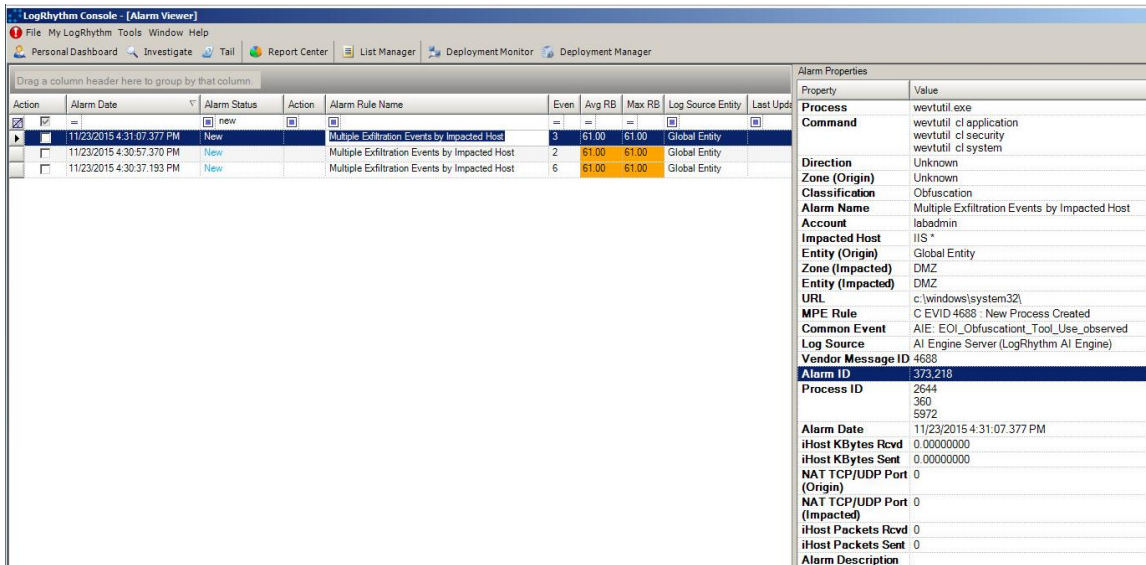 LogRhythm Console - [Alarm Viewer]
File My LogRhythm Tools Window Help
Personal Dashboard Investigate Tail Report Center List Manager Deployment Monitor Deployment Manager
Drag a column header here to group by that column.
Action Alarm Date Alarm Status Action Alarm Rule Name Even Avg RB Max RB Log Source Entity Last Upda
= new = = =
11/23/2015 4:31:07.377 PM New Multiple Exfiltration Events by Impacted Host 3 61.00 61.00 Global Entity
11/23/2015 4:30:57.370 PM New Multiple Exfiltration Events by Impacted Host 2 61.00 61.00 Global Entity
11/23/2015 4:30:37.193 PM New Multiple Exfiltration Events by Impacted Host 6 61.00 61.00 Global Entity
Alarm Properties
Property Value
Process wevtutil.exe
Command wevtutil cl application
wevtutil cl security
wevtutil cl system
Direction Unknown
Zone (Origin) Unknown
Classification Obfuscation
Alarm Name Multiple Exfiltration Events by Impacted Host
Account labadmin
Impacted Host IIS *
Entity (Origin) Global Entity
Zone (Impacted) DMZ
Entity (Impacted) DMZ
URL c:\windows\system32\
MPE Rule C EVID 4688 : New Process Created
Common Event AIE: EOI_Obfuscationt_Tool_Use_observed
Log Source AI Engine Server (LogRhythm AI Engine)
Vendor Message ID 4688
Alarm ID 373,218
Process ID 2644
360
5972
Alarm Date 11/23/2015 4:31:07.377 PM
iHost KBytes Rcvd 0.00000000
iHost KBytes Sent 0.00000000
NAT TCP/UDP Port 0
(Origin)
NAT TCP/UDP Port 0
(Impacted)
iHost Packets Rcvd 0
iHost Packets Sent 0
Alarm Description